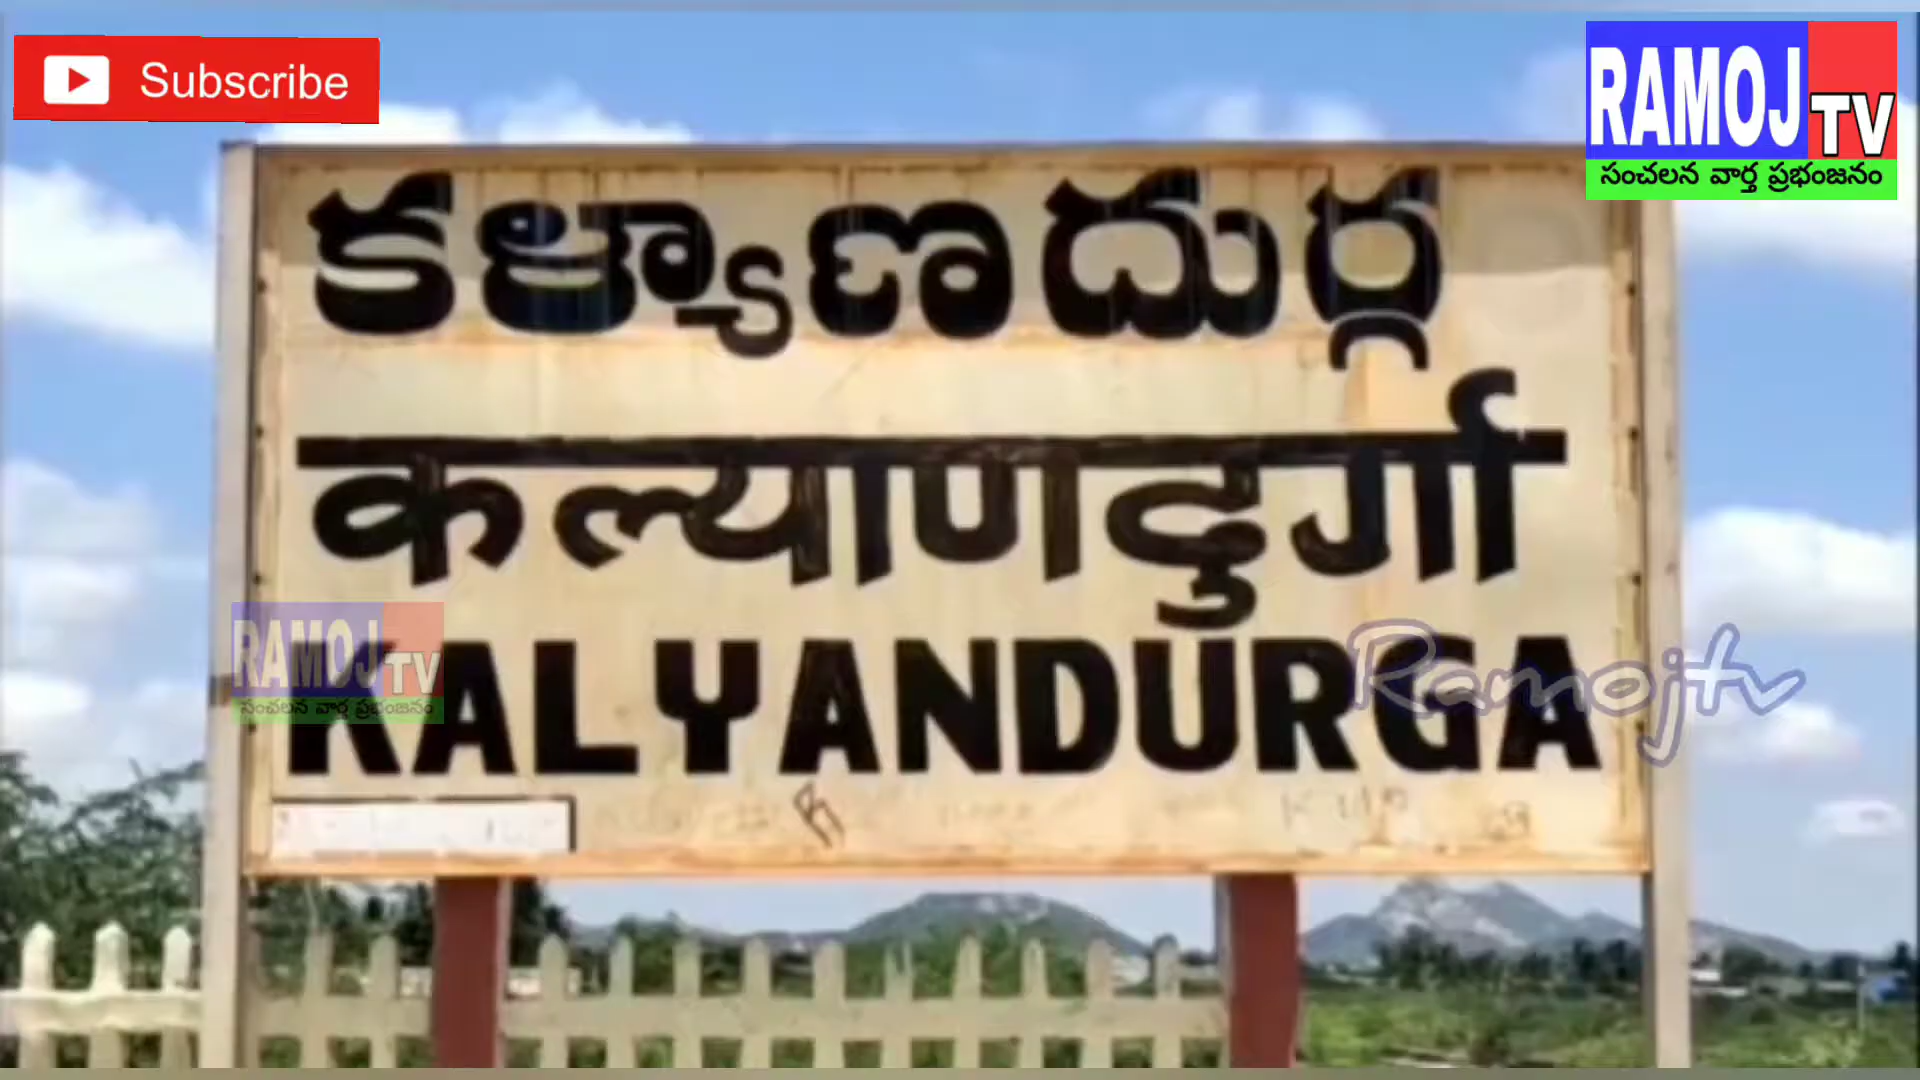 Subscribe
RAMOJ TV
సంచలన వార్త ప్రభంజనం
కళ్యాణదుర్గ
कल्याणदुर्गा
KALYANDURGA
RAMOJ TV
సంచలన వార్త ప్రభంజనం
Ramojtv